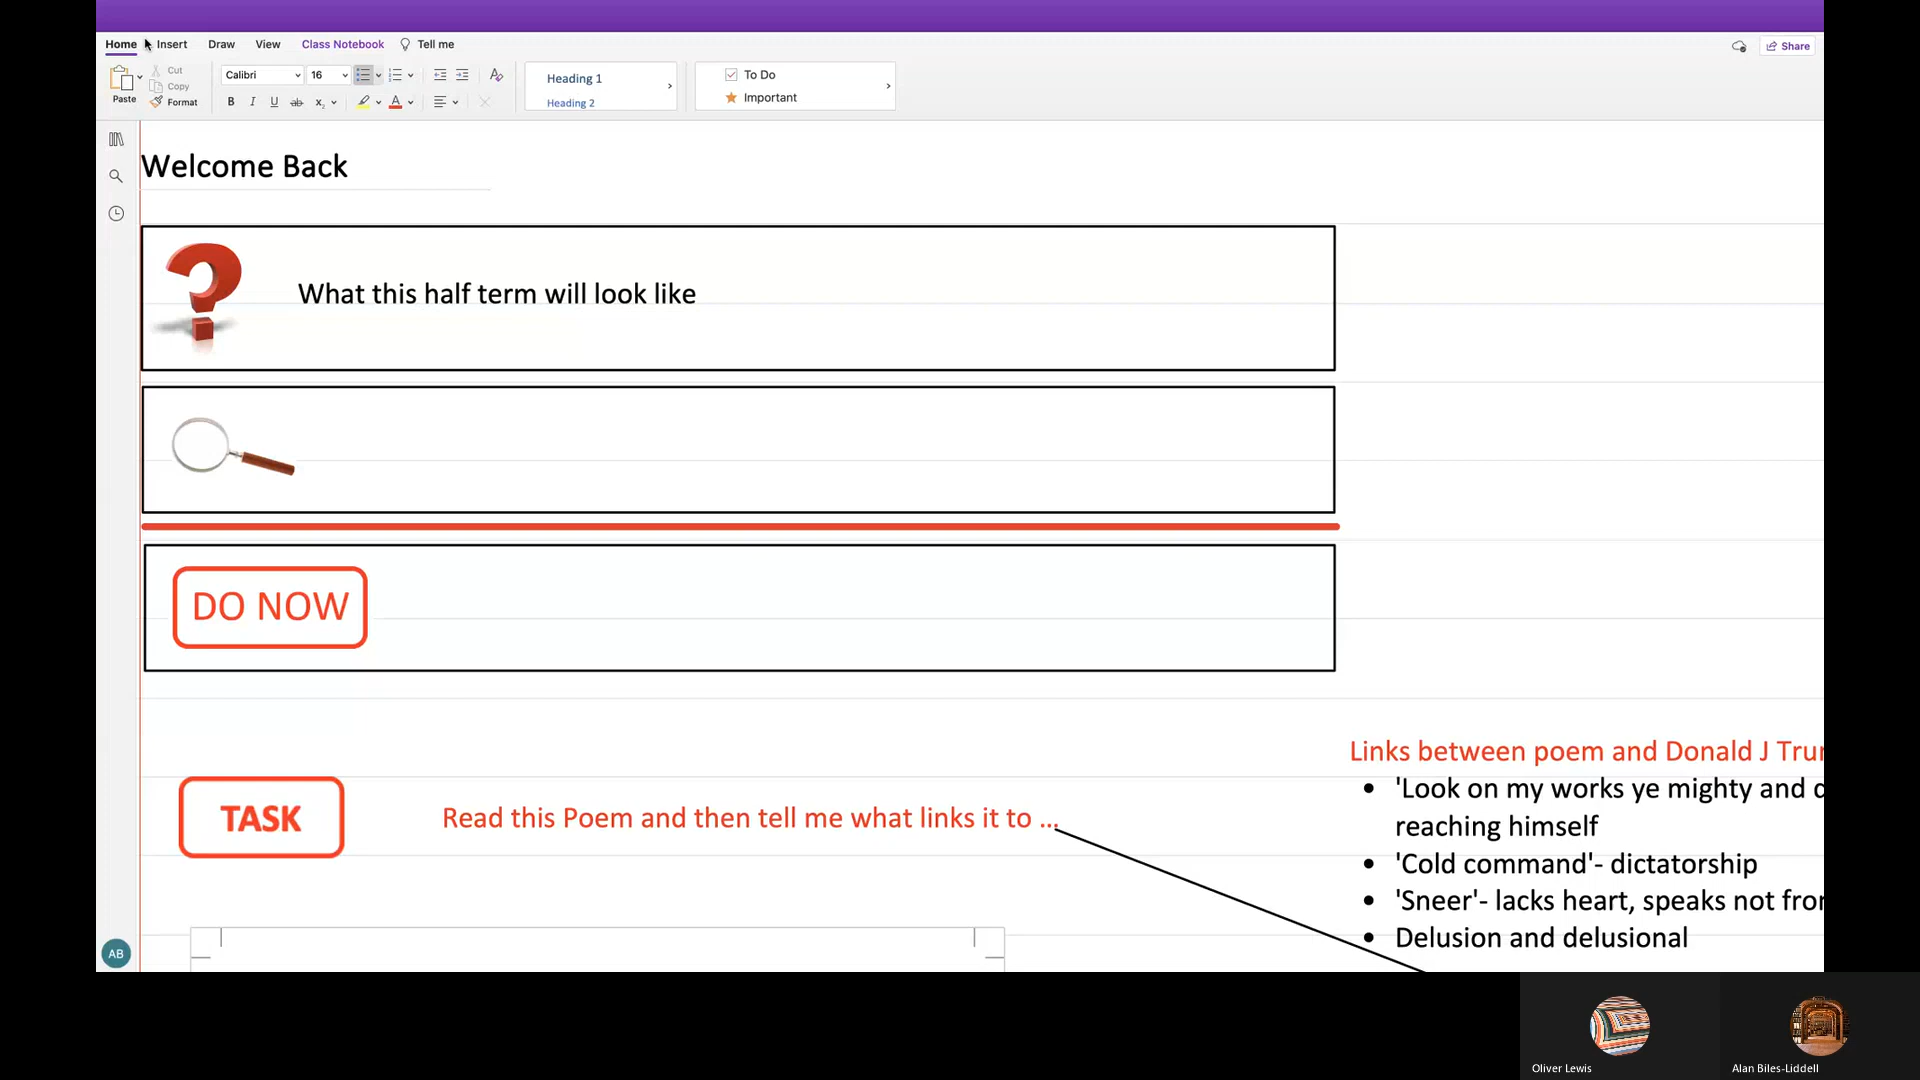 Home Insert Draw View Class Notebook Tell me
Share
Paste
Cut
Copy
Format
Calibri 16
B I U ab x2 A
Heading 1
Heading 2
To Do
Important
Welcome Back
What this half term will look like
DO NOW
TASK
Read this Poem and then tell me what links it to ...
Links between poem and Donald J Tru
'Look on my works ye mighty and
reaching himself
'Cold command'- dictatorship
'Sneer'- lacks heart, speaks not fro
Delusion and delusional
AB
Oliver Lewis
Alan Biles-Liddell